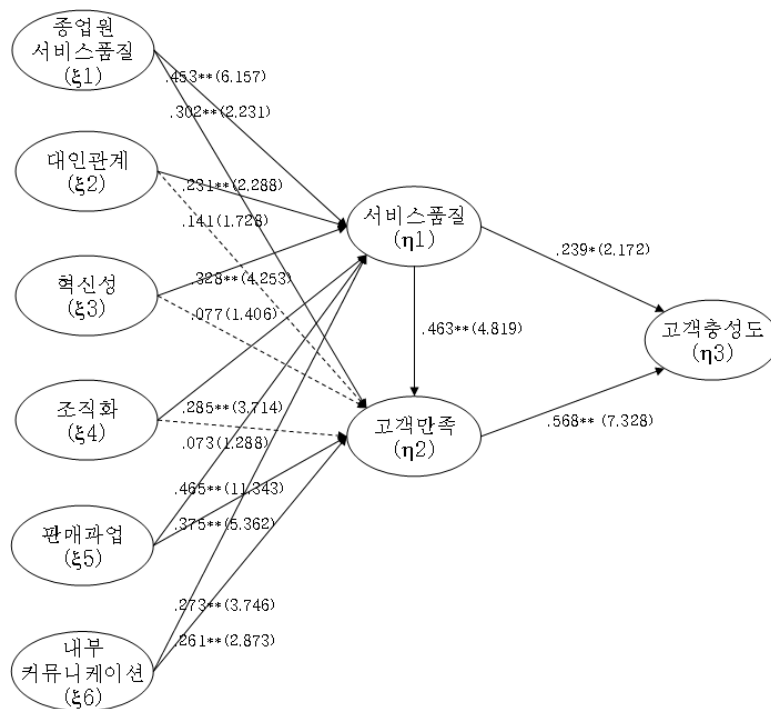 종업원
서비스품질
(ξ1)
.453**(6.157)
.302**(2.231)
대인관계
(ξ2)
.231**(2.288)
.141(1.728)
서비스품질
(η1)
.239*(2.172)
혁신성
(ξ3)
.328**(4.253)
.077(1.406)
.463**(4.819)
고객충성도
(η3)
조직화
(ξ4)
.285**(3.714)
.073(1.288)
고객만족
(η2)
.568**(7.328)
판매과업
(ξ5)
.465**(11.343)
.375**(5.362)
내부
커뮤니케이션
(ξ6)
.273**(3.746)
.261**(2.873)